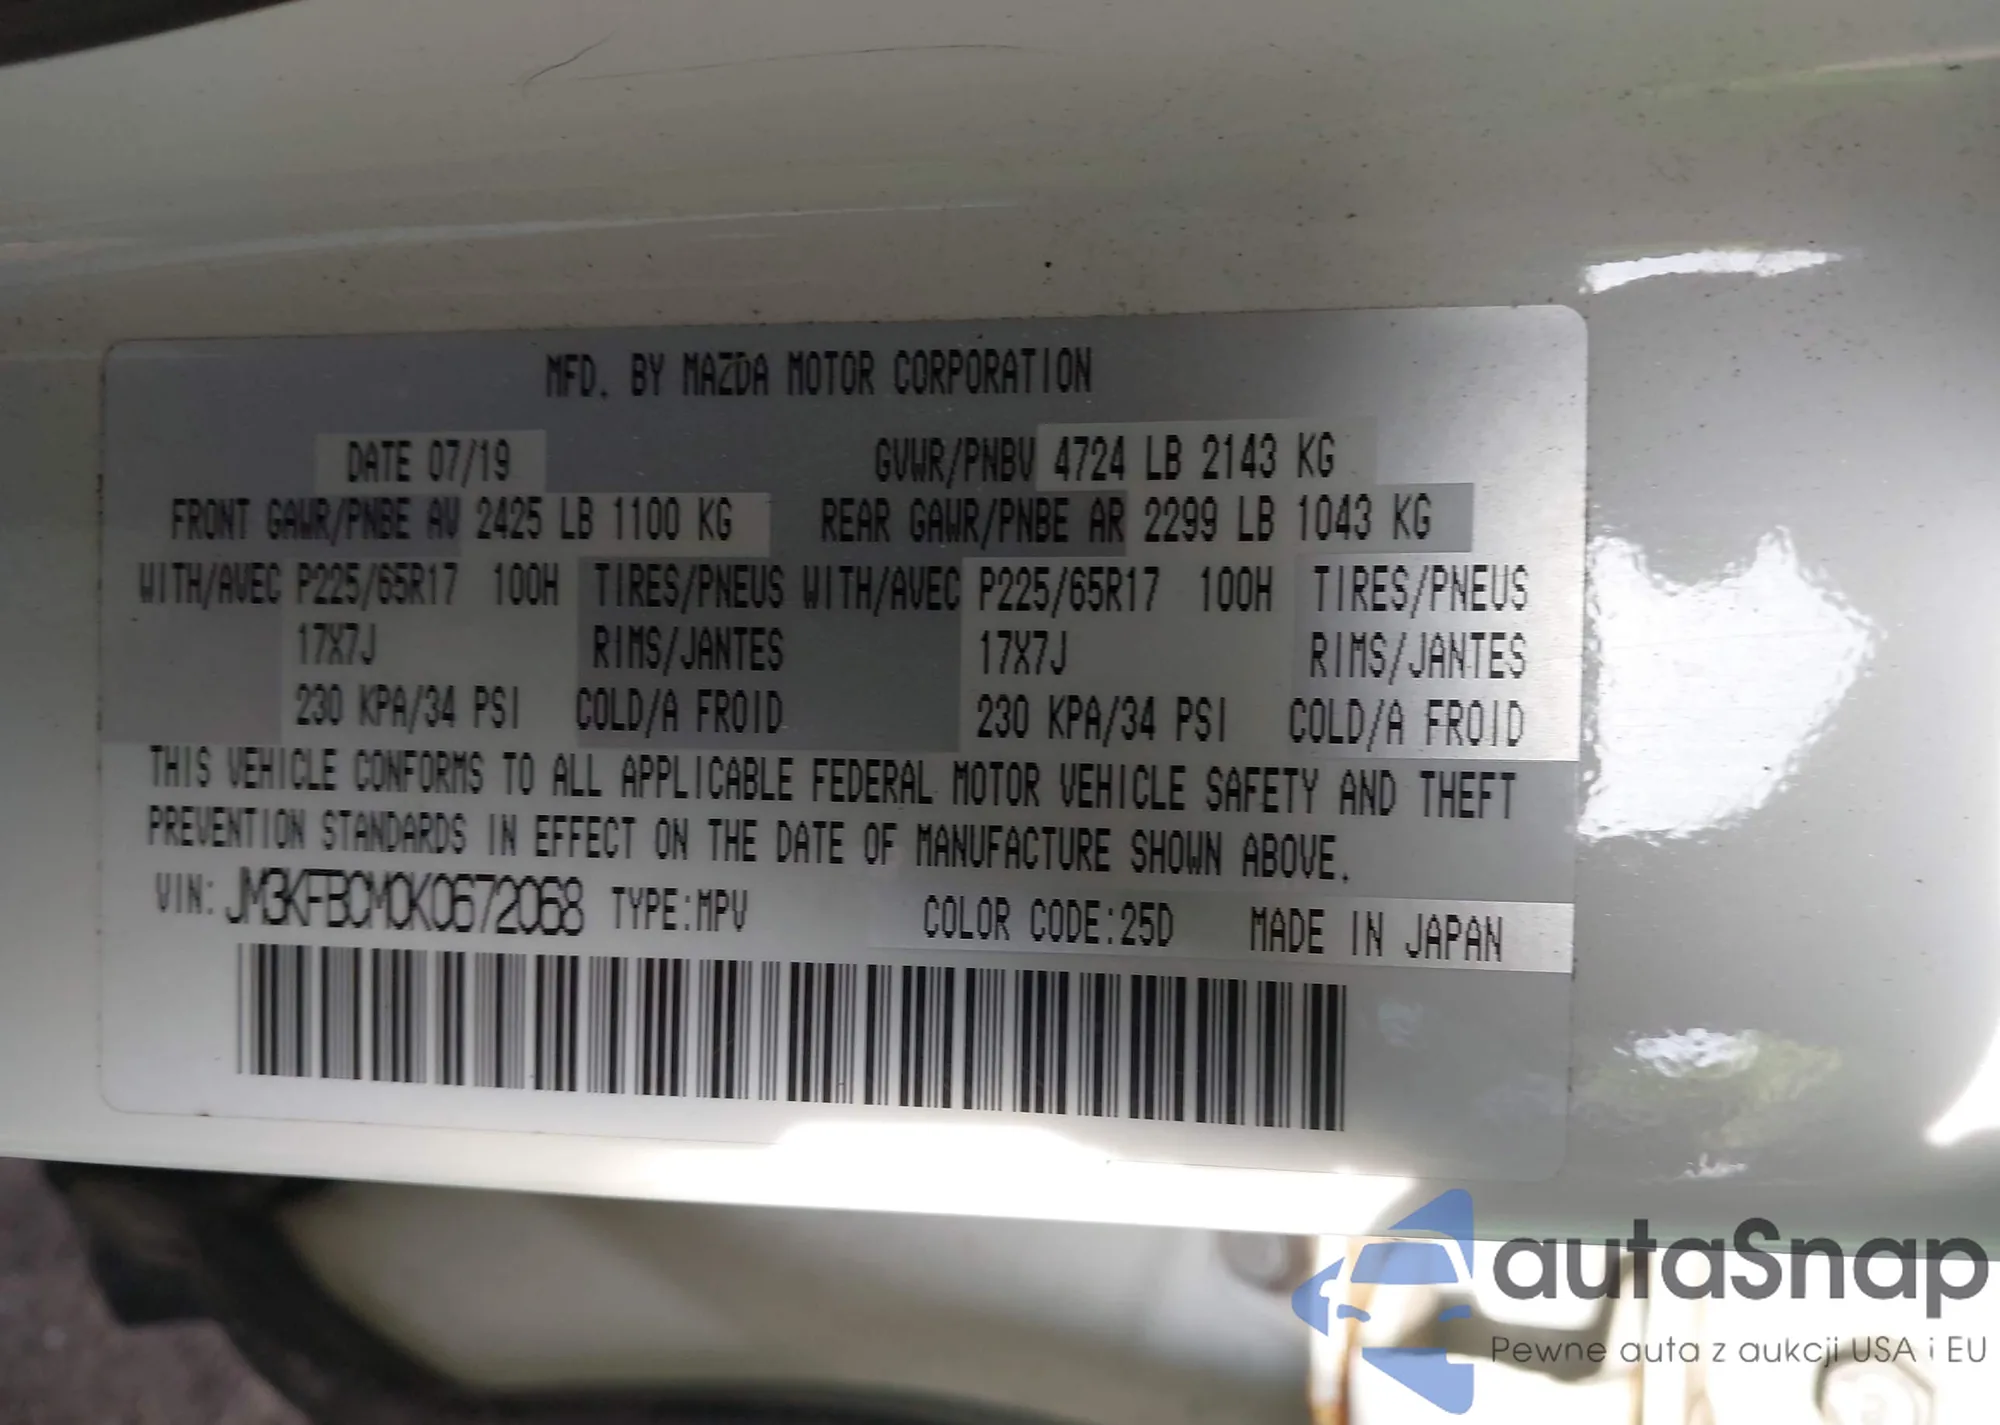 MFD. BY MAZDA MOTOR CORPORATION
DATE 07/19 GVWR/PNBV 4724 LB 2143 KG
FRONT GAWR/PNBE AV 2425 LB 1100 KG REAR GAWR/PNBE AR 2299 LB 1043 KG
WITH/AVEC P225/65R17 100H TIRES/PNEUS WITH/AVEC P225/65R17 100H TIRES/PNEUS
17X7J RIMS/JANTES 17X7J RIMS/JANTES
230 KPA/34 PSI COLD/A FROID 230 KPA/34 PSI COLD/A FROID
THIS VEHICLE CONFORMS TO ALL APPLICABLE FEDERAL MOTOR VEHICLE SAFETY AND THEFT
PREVENTION STANDARDS IN EFFECT ON THE DATE OF MANUFACTURE SHOWN ABOVE.
VIN: JM3KFBCM0K0672068 TYPE:MPV COLOR CODE:25D MADE IN JAPAN
autaSnap
Pewne auta z aukcji USA i EU